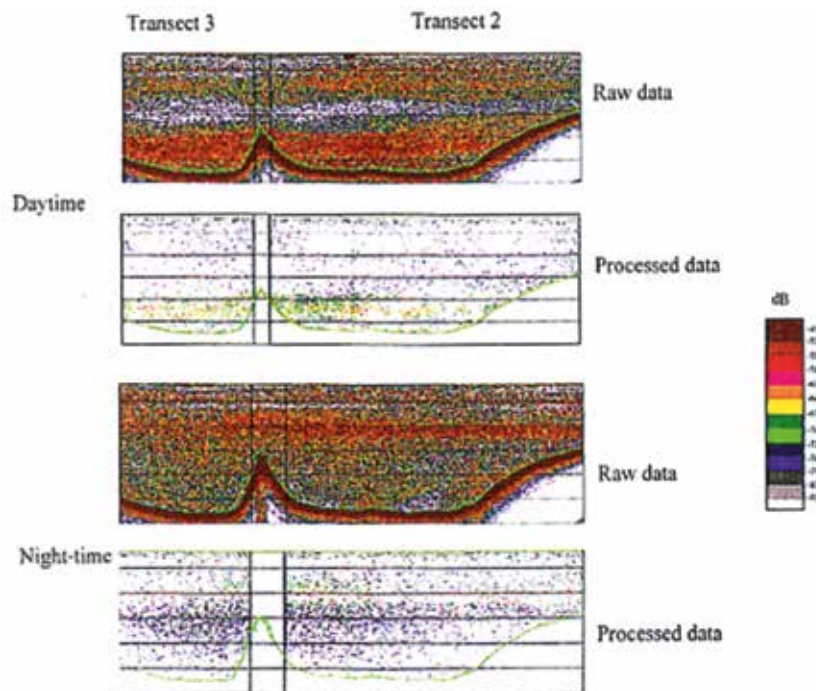 Transect 3
Transect 2
Raw data
Daytime
Processed data
dB
Raw data
Night-time
Processed data